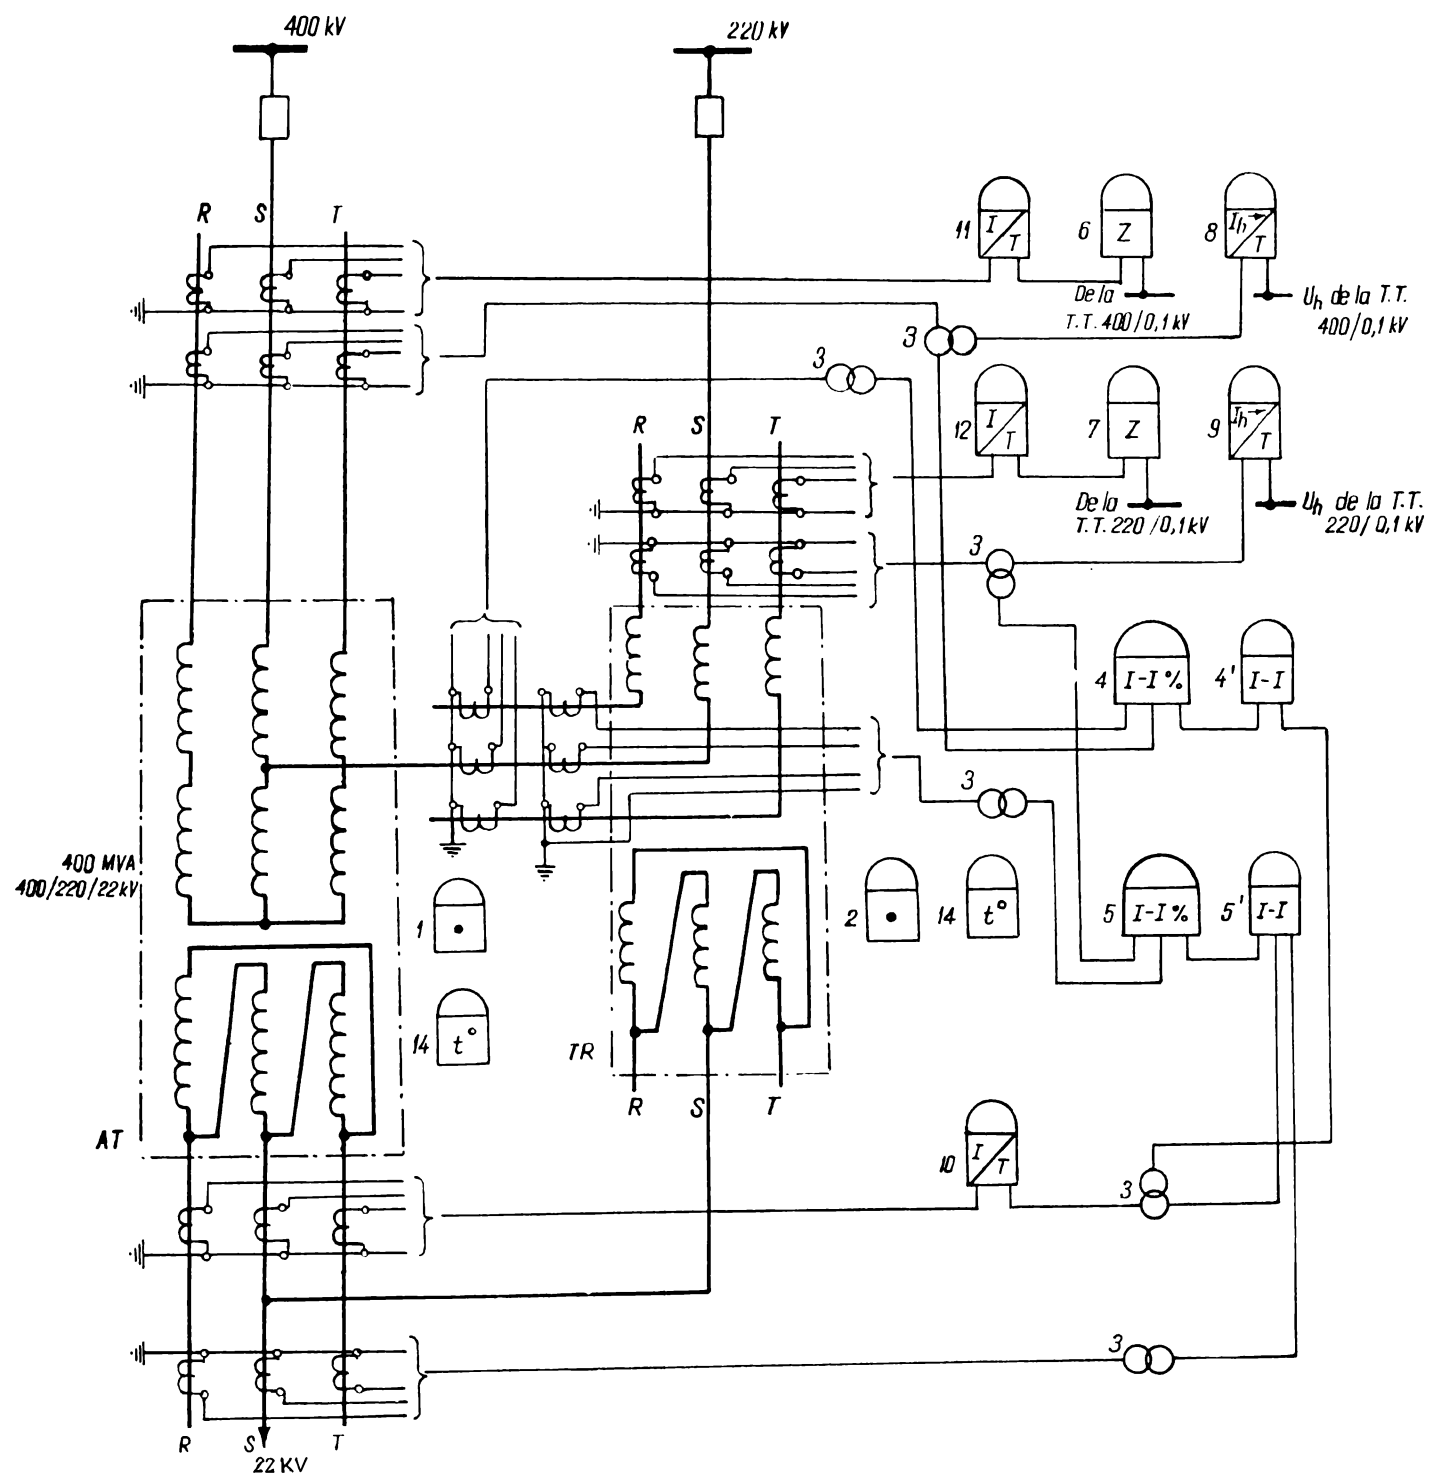 400 kV
220 kV
R S T
11 I/T
6 Z
8 Ih→/T
De la
T.T. 400/0,1 kV
Uh de la T.T.
400/0,1 kV
3
3
R S T
12 I/T
7 Z
9 Ih→/T
De la
T.T. 220/0,1 kV
Uh de la T.T.
220/0,1 kV
3
4 I-I%
4' I-I
3
400 MVA
400/220/22kV
1
2
14 t°
5 I-I%
5' I-I
14 t°
TR
R S T
AT
10 I/T
3
3
R S T
22 KV